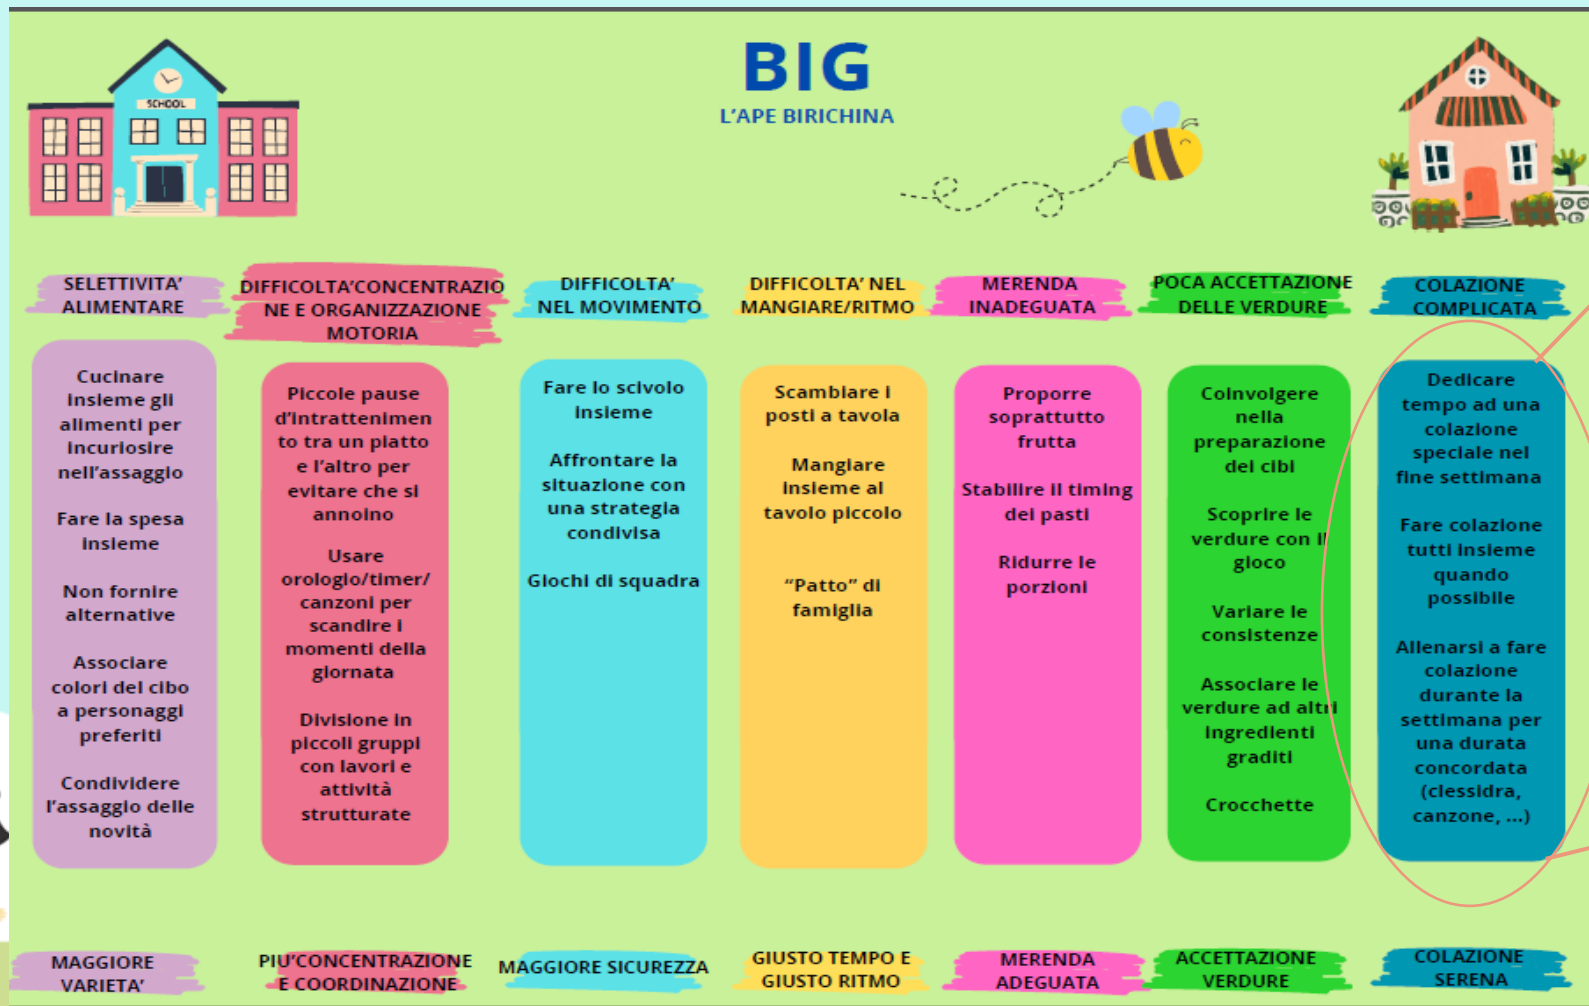 SCHOOL
BIG
L'APE BIRICHINA
SELETTIVITA'
ALIMENTARE
DIFFICOLTA'CONCENTRAZIO
NE E ORGANIZZAZIONE
MOTORIA
DIFFICOLTA'
NEL MOVIMENTO
DIFFICOLTA' NEL
MANGIARE/RITMO
MERENDA
INADEGUATA
POCA ACCETTAZIONE
DELLE VERDURE
COLAZIONE
COMPLICATA
Cucinare
insieme gli
alimenti per
incuriosire
nell'assaggio
Fare la spesa
insieme
Non fornire
alternative
Associare
colori del cibo
a personaggi
preferiti
Condividere
l'assaggio delle
novità
Piccole pause
d'intrattenimen
to tra un piatto
e l'altro per
evitare che si
annoino
Usare
orologio/timer/
canzoni per
scandire i
momenti della
giornata
Divisione in
piccoli gruppi
con lavori e
attività
strutturate
Fare lo scivolo
insieme
Affrontare la
situazione con
una strategia
condivisa
Giochi di squadra
Scambiare i
posti a tavola
Mangiare
insieme al
tavolo piccolo
“Patto” di
famiglia
Proporre
soprattutto
frutta
Stabilire il timing
dei pasti
Ridurre le
porzioni
Coinvolgere
nella
preparazione
dei cibi
Scoprire le
verdure con il
gioco
Variare le
consistenze
Associare le
verdure ad altri
ingredienti
graditi
Crocchette
Dedicare
tempo ad una
colazione
speciale nel
fine settimana
Fare colazione
tutti insieme
quando
possibile
Allenarsi a fare
colazione
durante la
settimana per
una durata
concordata
(clessidra,
canzone, ...)
MAGGIORE
VARIETA'
PIU'CONCENTRAZIONE
E COORDINAZIONE
MAGGIORE SICUREZZA
GIUSTO TEMPO E
GIUSTO RITMO
MERENDA
ADEGUATA
ACCETTAZIONE
VERDURE
COLAZIONE
SERENA